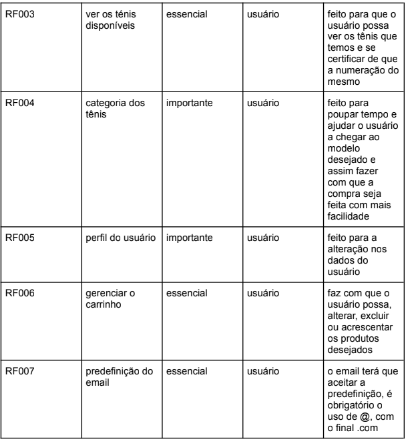 RF003
ver os tênis
disponíveis
essencial
usuário
feito para que o
usuário possa
ver os tênis que
temos e se
certificar de que
a numeração do
mesmo
RF004
categoria dos
tênis
importante
usuário
feito para
poupar tempo e
ajudar o usuário
a chegar ao
modelo
desejado e
assim fazer
com que a
compra seja
feita com mais
facilidade
RF005
perfil do usuário
importante
usuário
feito para a
alteração nos
dados do
usuário
RF006
gerenciar o
carrinho
essencial
usuário
faz com que o
usuário possa,
alterar, excluir
ou acrescentar
os produtos
desejados
RF007
predefinição do
email
essencial
usuário
o email terá que
aceitar a
predefinição, é
obrigatório o
uso de @, com
o final .com